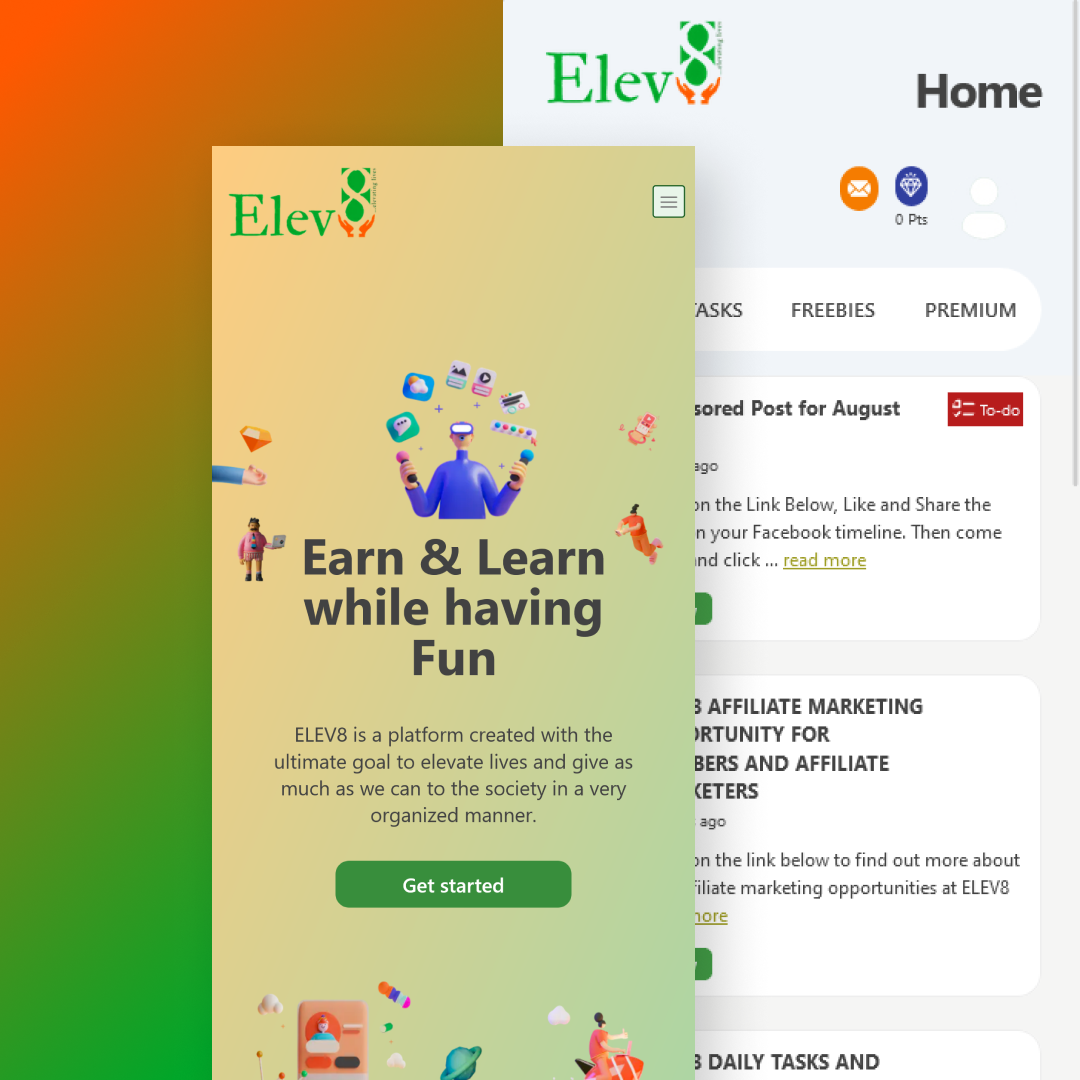 Elev8
...elevating lives
Home
0 Pts
TASKS
FREEBIES
PREMIUM
sored Post for August
To-do
ago
on the Link Below, Like and Share the
n your Facebook timeline. Then come
nd click ... read more
8 AFFILIATE MARKETING
ORTUNITY FOR
BERS AND AFFILIATE
KETERS
ago
on the link below to find out more about
filiate marketing opportunities at ELEV8
more
8 DAILY TASKS AND
Elev8
...elevating lives
Earn & Learn
while having
Fun
ELEV8 is a platform created with the
ultimate goal to elevate lives and give as
much as we can to the society in a very
organized manner.
Get started